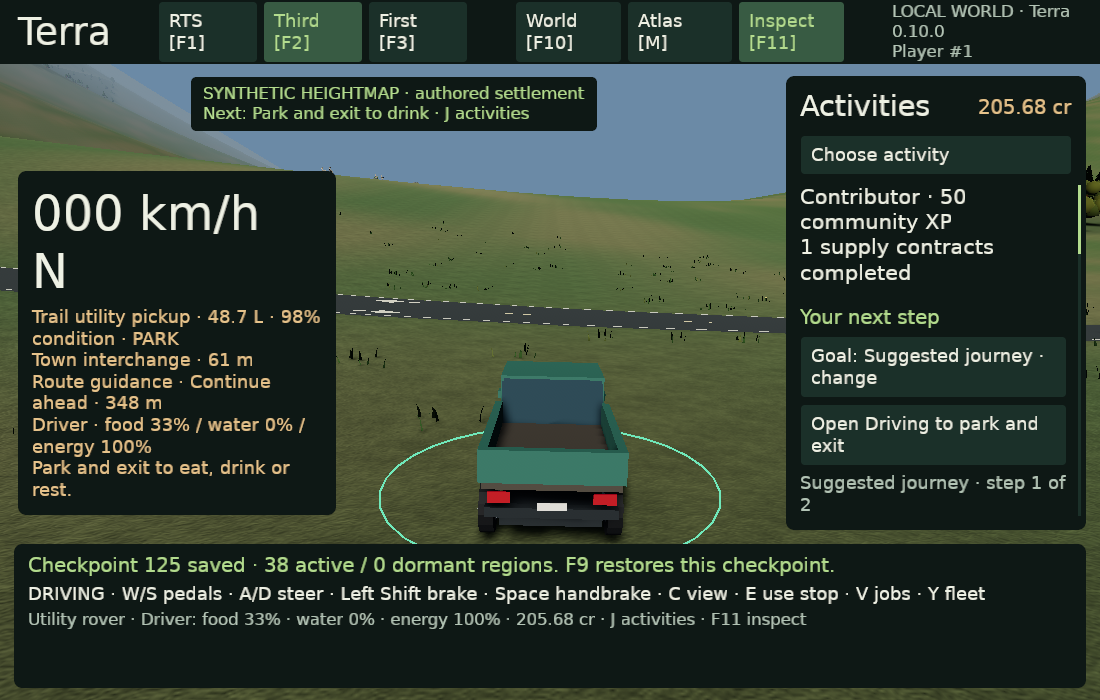 Terra
RTS
[F1]
Third
[F2]
First
[F3]
World
[F10]
Atlas
[M]
Inspect
[F11]
LOCAL WORLD · Terra
0.10.0
Player #1
SYNTHETIC HEIGHTMAP · authored settlement
Next: Park and exit to drink · J activities
000 km/h
N
Trail utility pickup · 48.7 L · 98%
condition · PARK
Town interchange · 61 m
Route guidance · Continue
ahead · 348 m
Driver · food 33% / water 0% /
energy 100%
Park and exit to eat, drink or
rest.
Activities
205.68 cr
Choose activity
Contributor · 50
community XP
1 supply contracts
completed
Your next step
Goal: Suggested journey ·
change
Open Driving to park and
exit
Suggested journey · step 1 of
2
Checkpoint 125 saved · 38 active / 0 dormant regions. F9 restores this checkpoint.
DRIVING · W/S pedals · A/D steer · Left Shift brake · Space handbrake · C view · E use stop · V jobs · Y fleet
Utility rover · Driver: food 33% · water 0% · energy 100% · 205.68 cr · J activities · F11 inspect